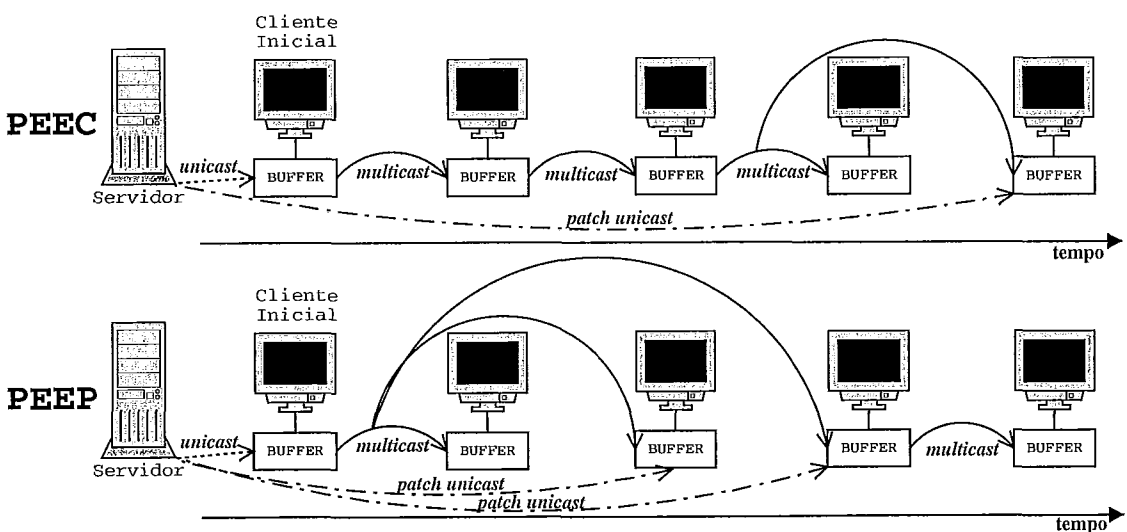 Cliente
Inicial
PEEC
unicast
BUFFER
multicast
BUFFER
multicast
BUFFER
multicast
BUFFER
BUFFER
Servidor
patch unicast
tempo
Cliente
Inicial
PEEP
unicast
BUFFER
multicast
BUFFER
BUFFER
BUFFER
multicast
BUFFER
Servidor
patch unicast
patch unicast
tempo